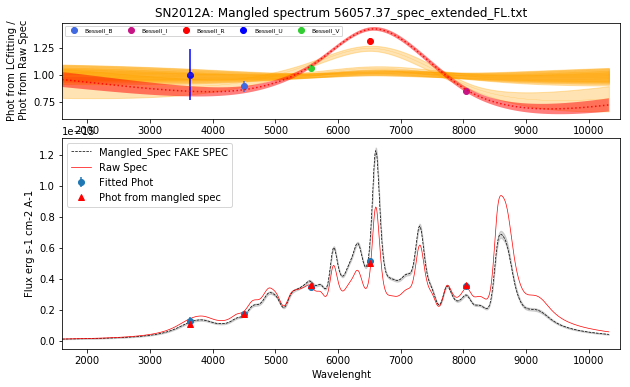 SN2012A: Mangled spectrum 56057.37_spec_extended_FL.txt
Phot from LCfitting /
Phot from Raw Spec
Bessell_B Bessell_I Bessell_R Bessell_U Bessell_V
1.25
1.00
0.75
2000 3000 4000 5000 6000 7000 8000 9000 10000
Flux erg s-1 cm-2 A-1
Mangled_Spec FAKE SPEC
Raw Spec
Fitted Phot
Phot from mangled spec
1.2
1.0
0.8
0.6
0.4
0.2
0.0
2000 3000 4000 5000 6000 7000 8000 9000 10000
Wavelenght